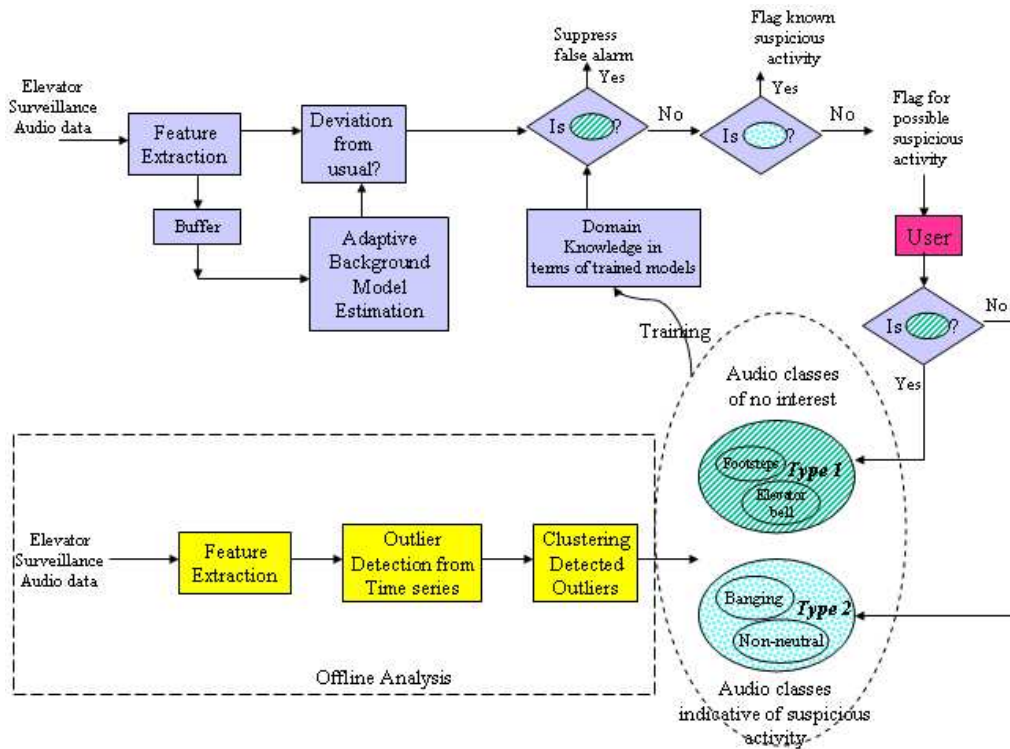 Elevator
Surveillance
Audio data
Feature
Extraction
Buffer
Deviation
from
usual?
Adaptive
Background
Model
Estimation
Suppress
false alarm
Yes
Is ?
No
Flag known
suspicious
activity
Yes
Is ?
No
Flag for
possible
suspicious
activity
User
Is ?
No
Yes
Domain
Knowledge in
terms of trained models
Training
Audio classes
of no interest
Footsteps
Type 1
Elevator
bell
Banging
Type 2
Non-neutral
Audio classes
indicative of suspicious
activity
Elevator
Surveillance
Audio data
Feature
Extraction
Outlier
Detection from
Time series
Clustering
Detected
Outliers
Offline Analysis